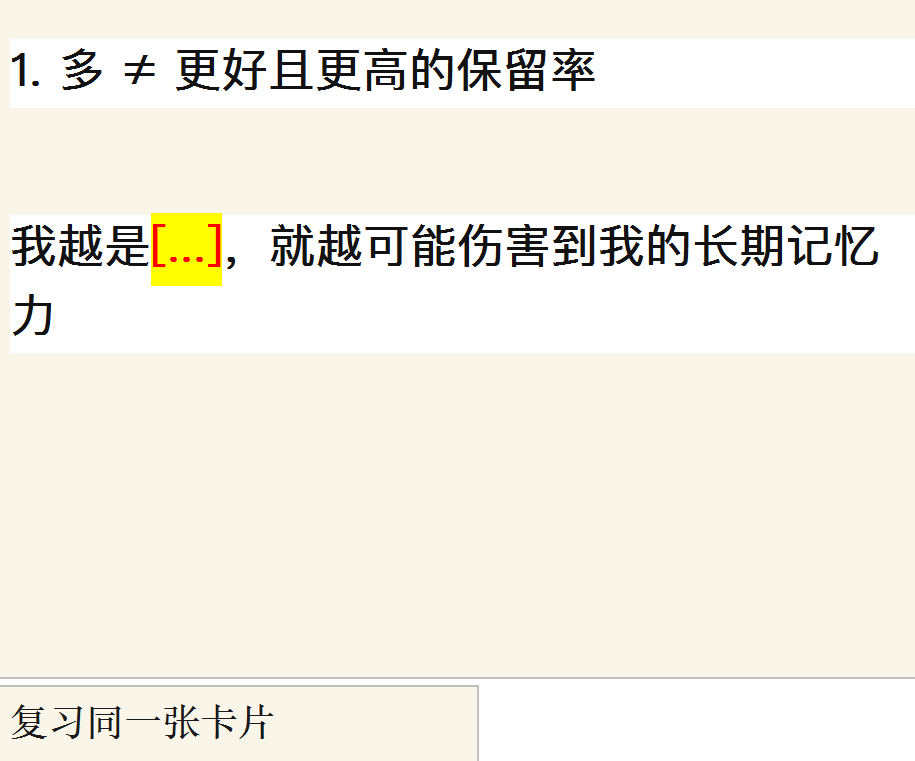 1. 多 ≠ 更好且更高的保留率
我越是[...]，就越可能伤害到我的长期记忆
力
复习同一张卡片